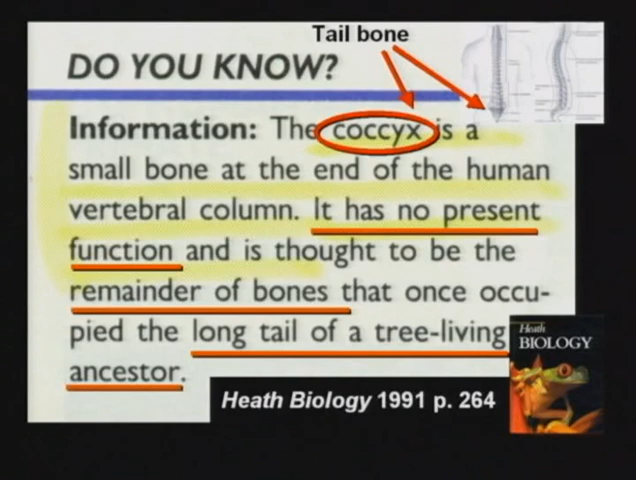 Tail bone
DO YOU KNOW?
Information: The coccyx is a
small bone at the end of the human
vertebral column. It has no present
function and is thought to be the
remainder of bones that once occu-
pied the long tail of a tree-living
ancestor.
Heath
BIOLOGY
Heath Biology 1991 p. 264